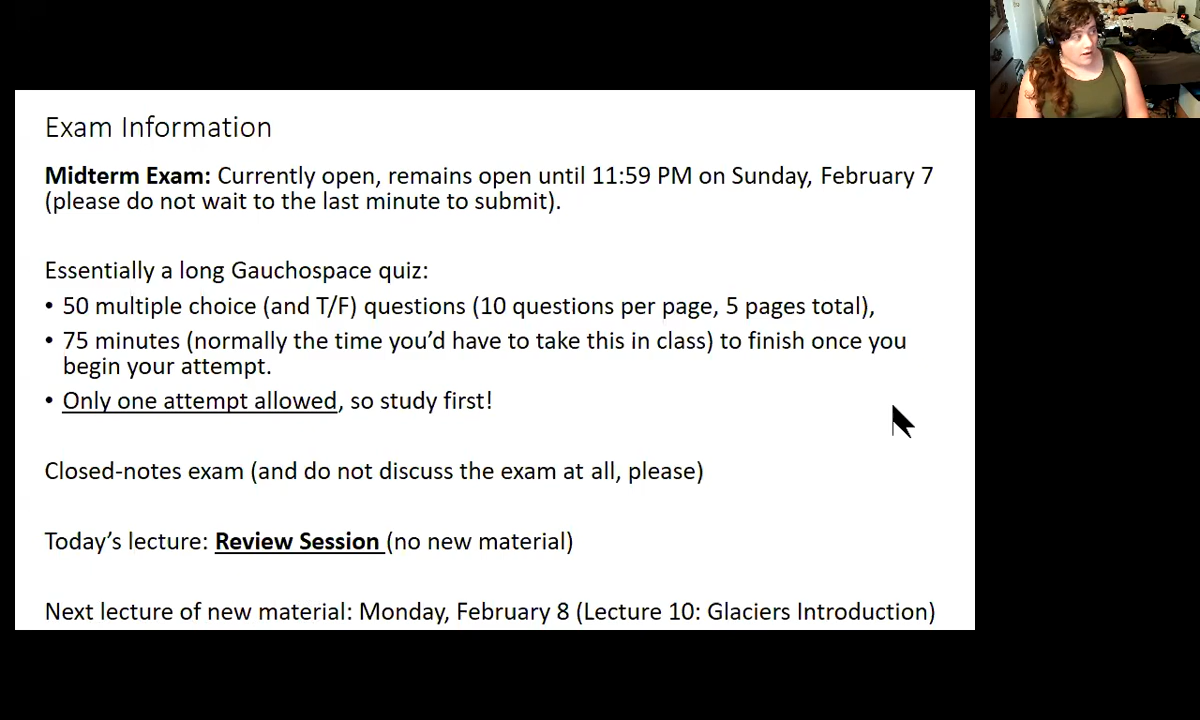 Exam Information
Midterm Exam: Currently open, remains open until 11:59 PM on Sunday, February 7
(please do not wait to the last minute to submit).
Essentially a long Gauchospace quiz:
• 50 multiple choice (and T/F) questions (10 questions per page, 5 pages total),
• 75 minutes (normally the time you'd have to take this in class) to finish once you
begin your attempt.
• Only one attempt allowed, so study first!
Closed-notes exam (and do not discuss the exam at all, please)
Today's lecture: Review Session (no new material)
Next lecture of new material: Monday, February 8 (Lecture 10: Glaciers Introduction)